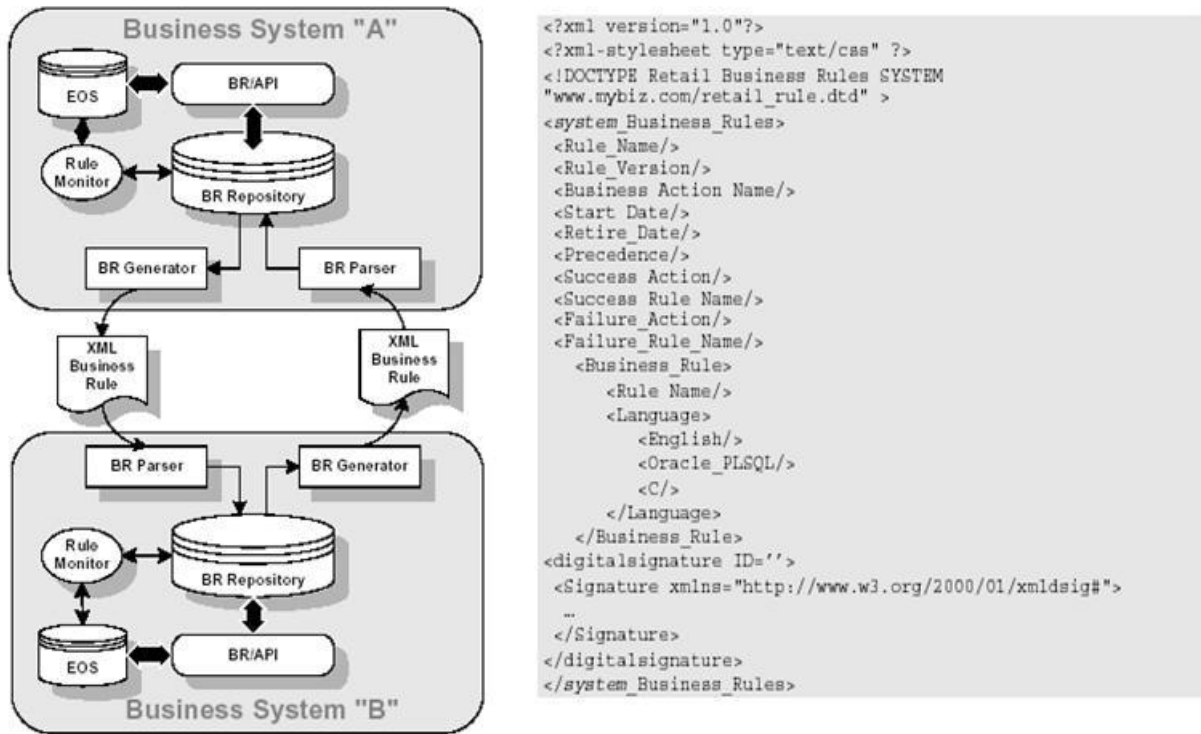 Business System "A"
EOS
BR/API
Rule
Monitor
BR Repository
BR Generator
BR Parser
XML
Business
Rule
XML
Business
Rule
BR Parser
BR Generator
Rule
Monitor
BR Repository
EOS
BR/API
Business System "B"
<?xml version="1.0"?>
<?xml-stylesheet type="text/css" ?>
<!DOCTYPE Retail Business Rules SYSTEM
"www.mybiz.com/retail_rule.dtd" >
<system_Business_Rules>
<Rule_Name/>
<Rule_Version/>
<Business Action Name/>
<Start Date/>
<Retire_Date/>
<Precedence/>
<Success Action/>
<Success Rule Name/>
<Failure_Action/>
<Failure_Rule_Name/>
<Business_Rule>
<Rule Name/>
<Language>
<English/>
<Oracle_PLSQL/>
<C/>
</Language>
</Business_Rule>
<digitalsignature ID=''>
<Signature xmlns="http://www.w3.org/2000/01/xmldsig#">
…
</Signature>
</digitalsignature>
</system_Business_Rules>